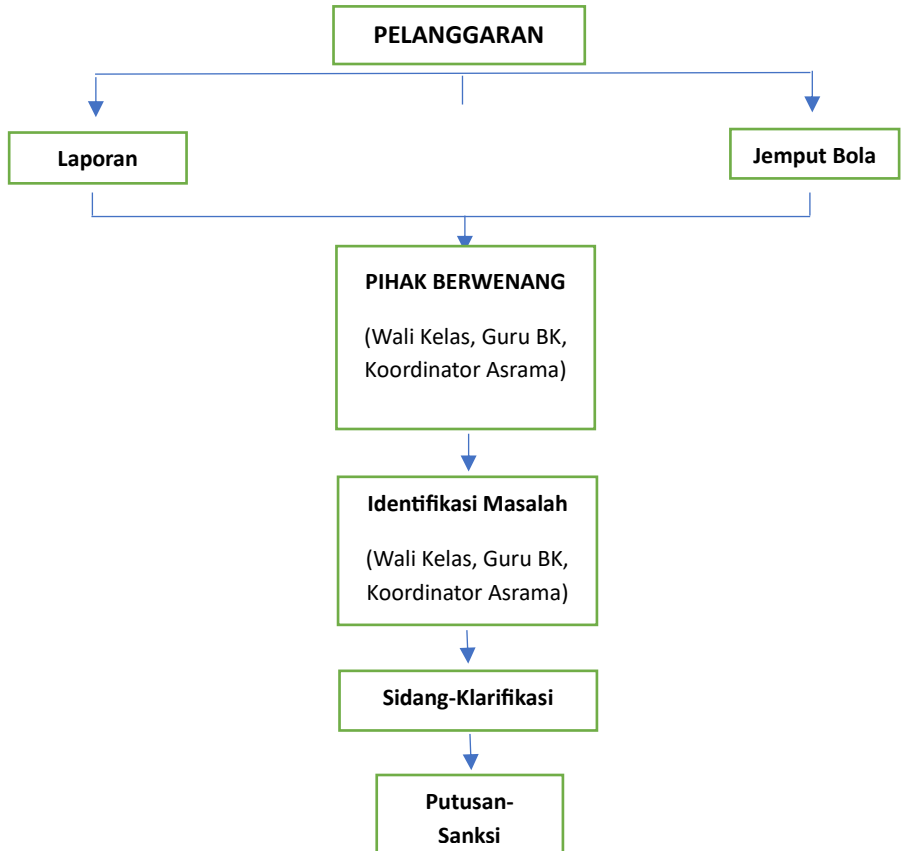 PELANGGARAN
Laporan
Jemput Bola
PIHAK BERWENANG
(Wali Kelas, Guru BK,
Koordinator Asrama)
Identifikasi Masalah
(Wali Kelas, Guru BK,
Koordinator Asrama)
Sidang-Klarifikasi
Putusan-
Sanksi